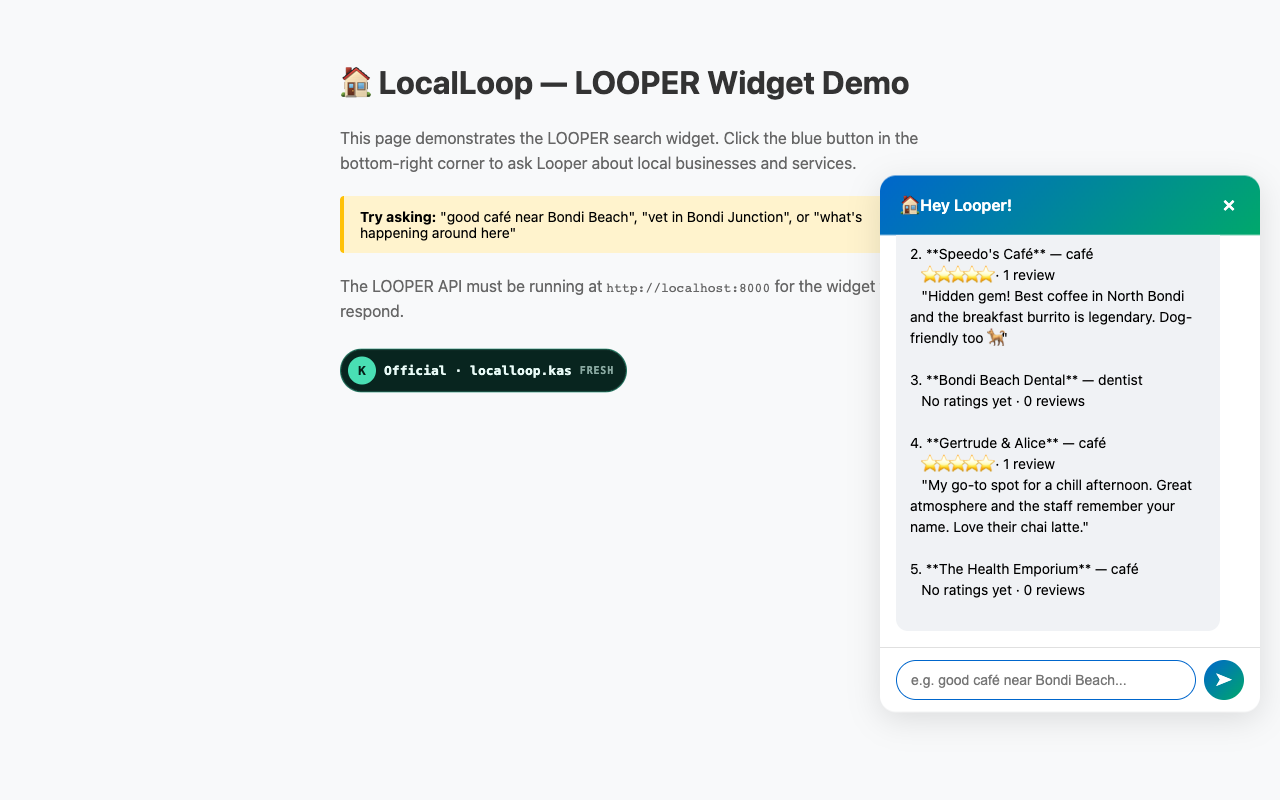 🏠 LocalLoop — LOOPER Widget Demo
This page demonstrates the LOOPER search widget. Click the blue button in the
bottom-right corner to ask Looper about local businesses and services.
Try asking: "good café near Bondi Beach", "vet in Bondi Junction", or "what's
happening around here"
The LOOPER API must be running at http://localhost:8000 for the widget
respond.
K Official · localloop.kas FRESH
🏠Hey Looper! ×
2. **Speedo's Café** — café
⭐⭐⭐⭐⭐· 1 review
"Hidden gem! Best coffee in North Bondi
and the breakfast burrito is legendary. Dog-
friendly too 🐕"
3. **Bondi Beach Dental** — dentist
No ratings yet · 0 reviews
4. **Gertrude & Alice** — café
⭐⭐⭐⭐⭐· 1 review
"My go-to spot for a chill afternoon. Great
atmosphere and the staff remember your
name. Love their chai latte."
5. **The Health Emporium** — café
No ratings yet · 0 reviews
e.g. good café near Bondi Beach...